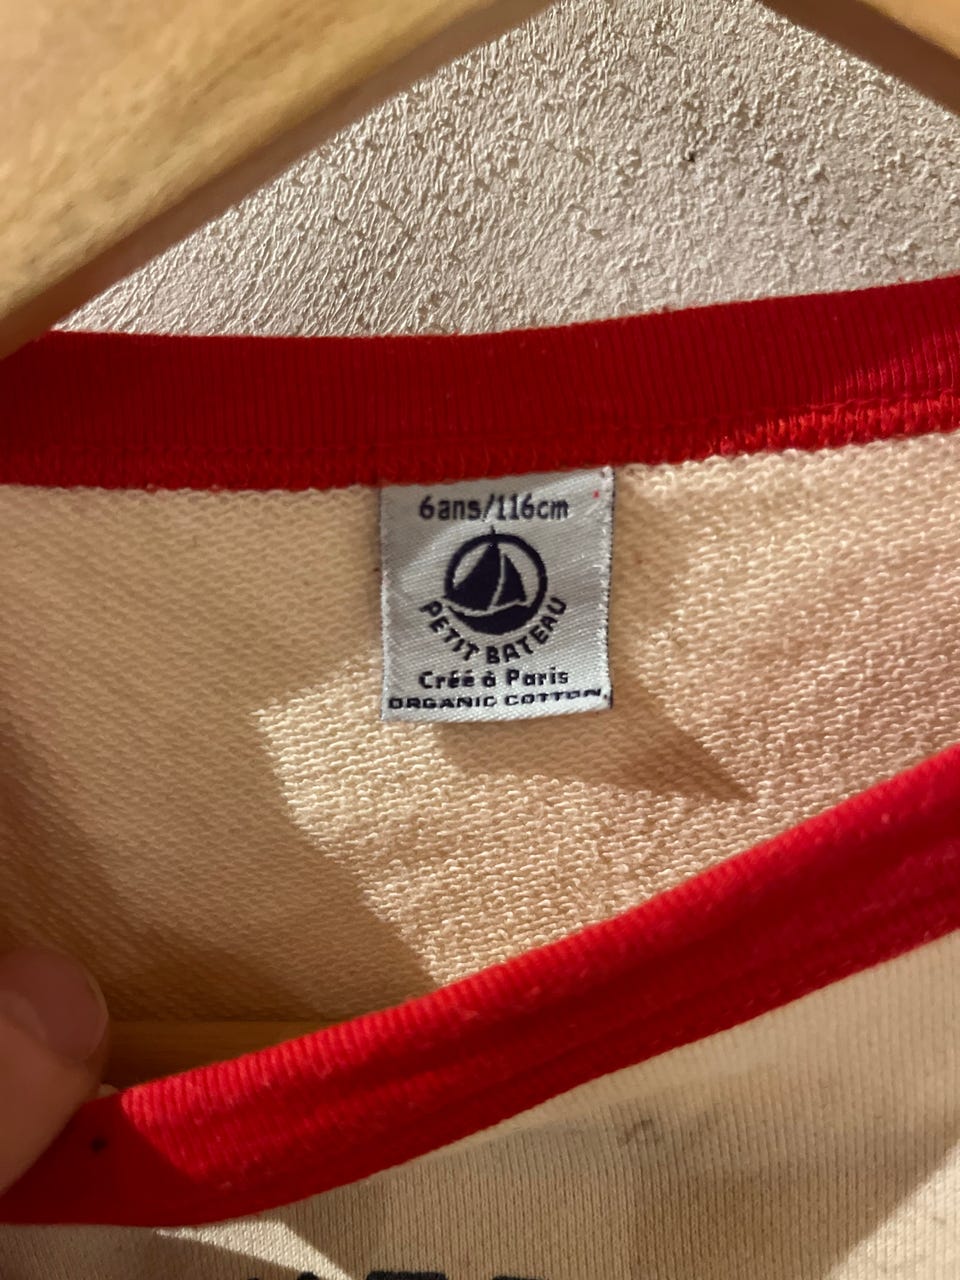 6ans/116cm
PETIT BATEAU
Créé à Paris
ORGANIC COTTON